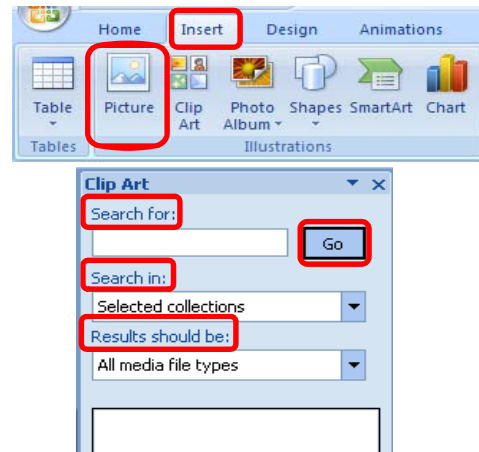 Home Insert Design Animations
Table Picture Clip Art Photo Album Shapes SmartArt Chart
Tables Illustrations
Clip Art
Search for:
Go
Search in:
Selected collections
Results should be:
All media file types